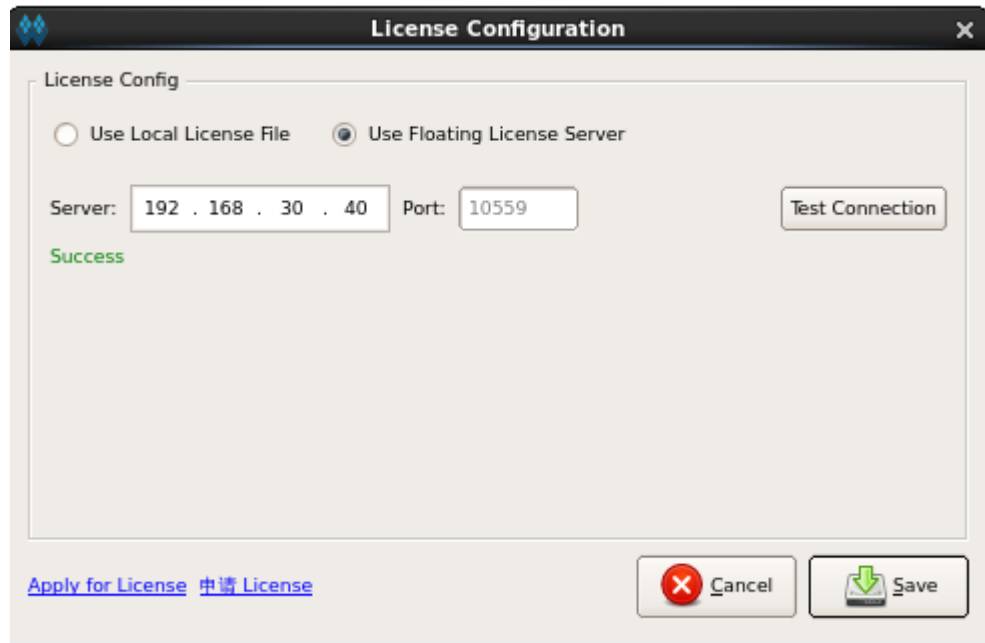 License Configuration
License Config
Use Local License File Use Floating License Server
Server: 192 . 168 . 30 . 40 Port: 10559 Test Connection
Success
Apply for License 申请 License Cancel Save